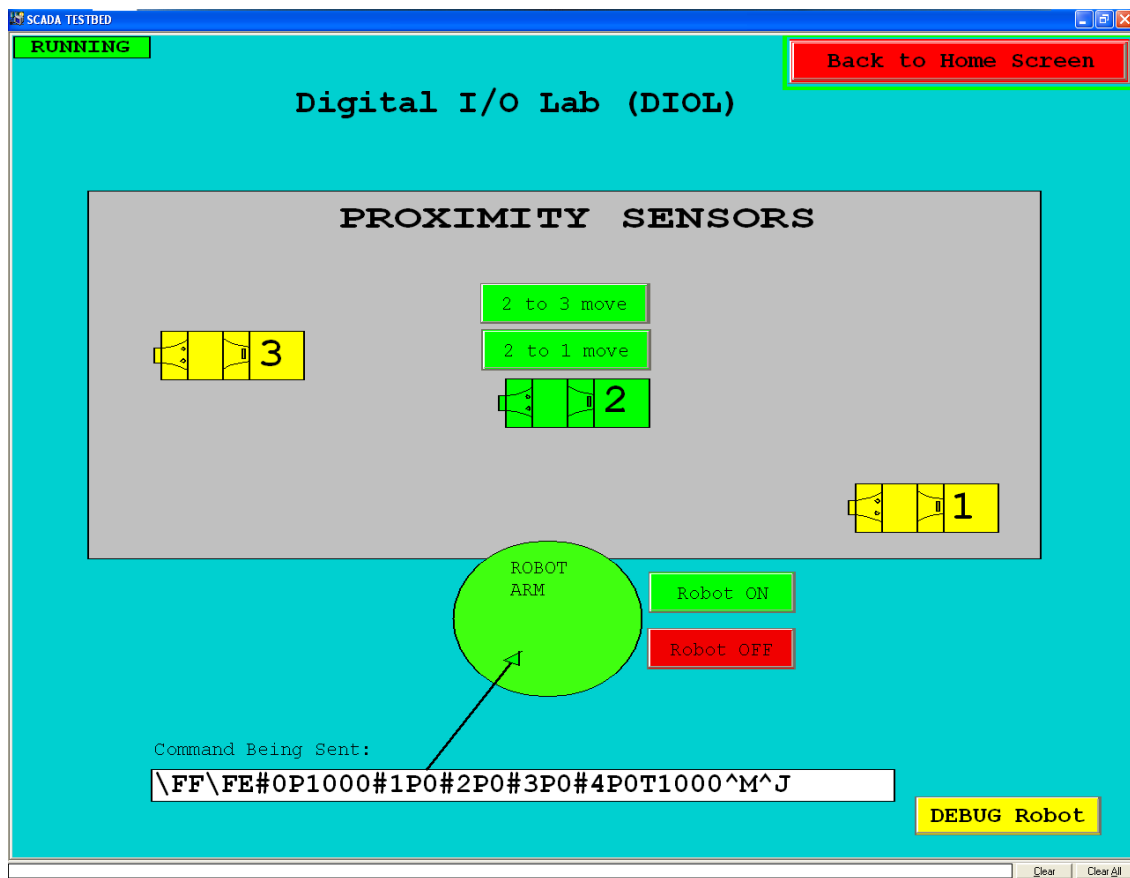 SCADA TESTBED
RUNNING
Back to Home Screen
Digital I/O Lab (DIOL)
PROXIMITY SENSORS
2 to 3 move
3
2 to 1 move
2
1
ROBOT
ARM
Robot ON
Robot OFF
Command Being Sent:
\FF\FE#0P1000#1P0#2P0#3P0#4P0T1000^M^J
DEBUG Robot
Clear
Clear All